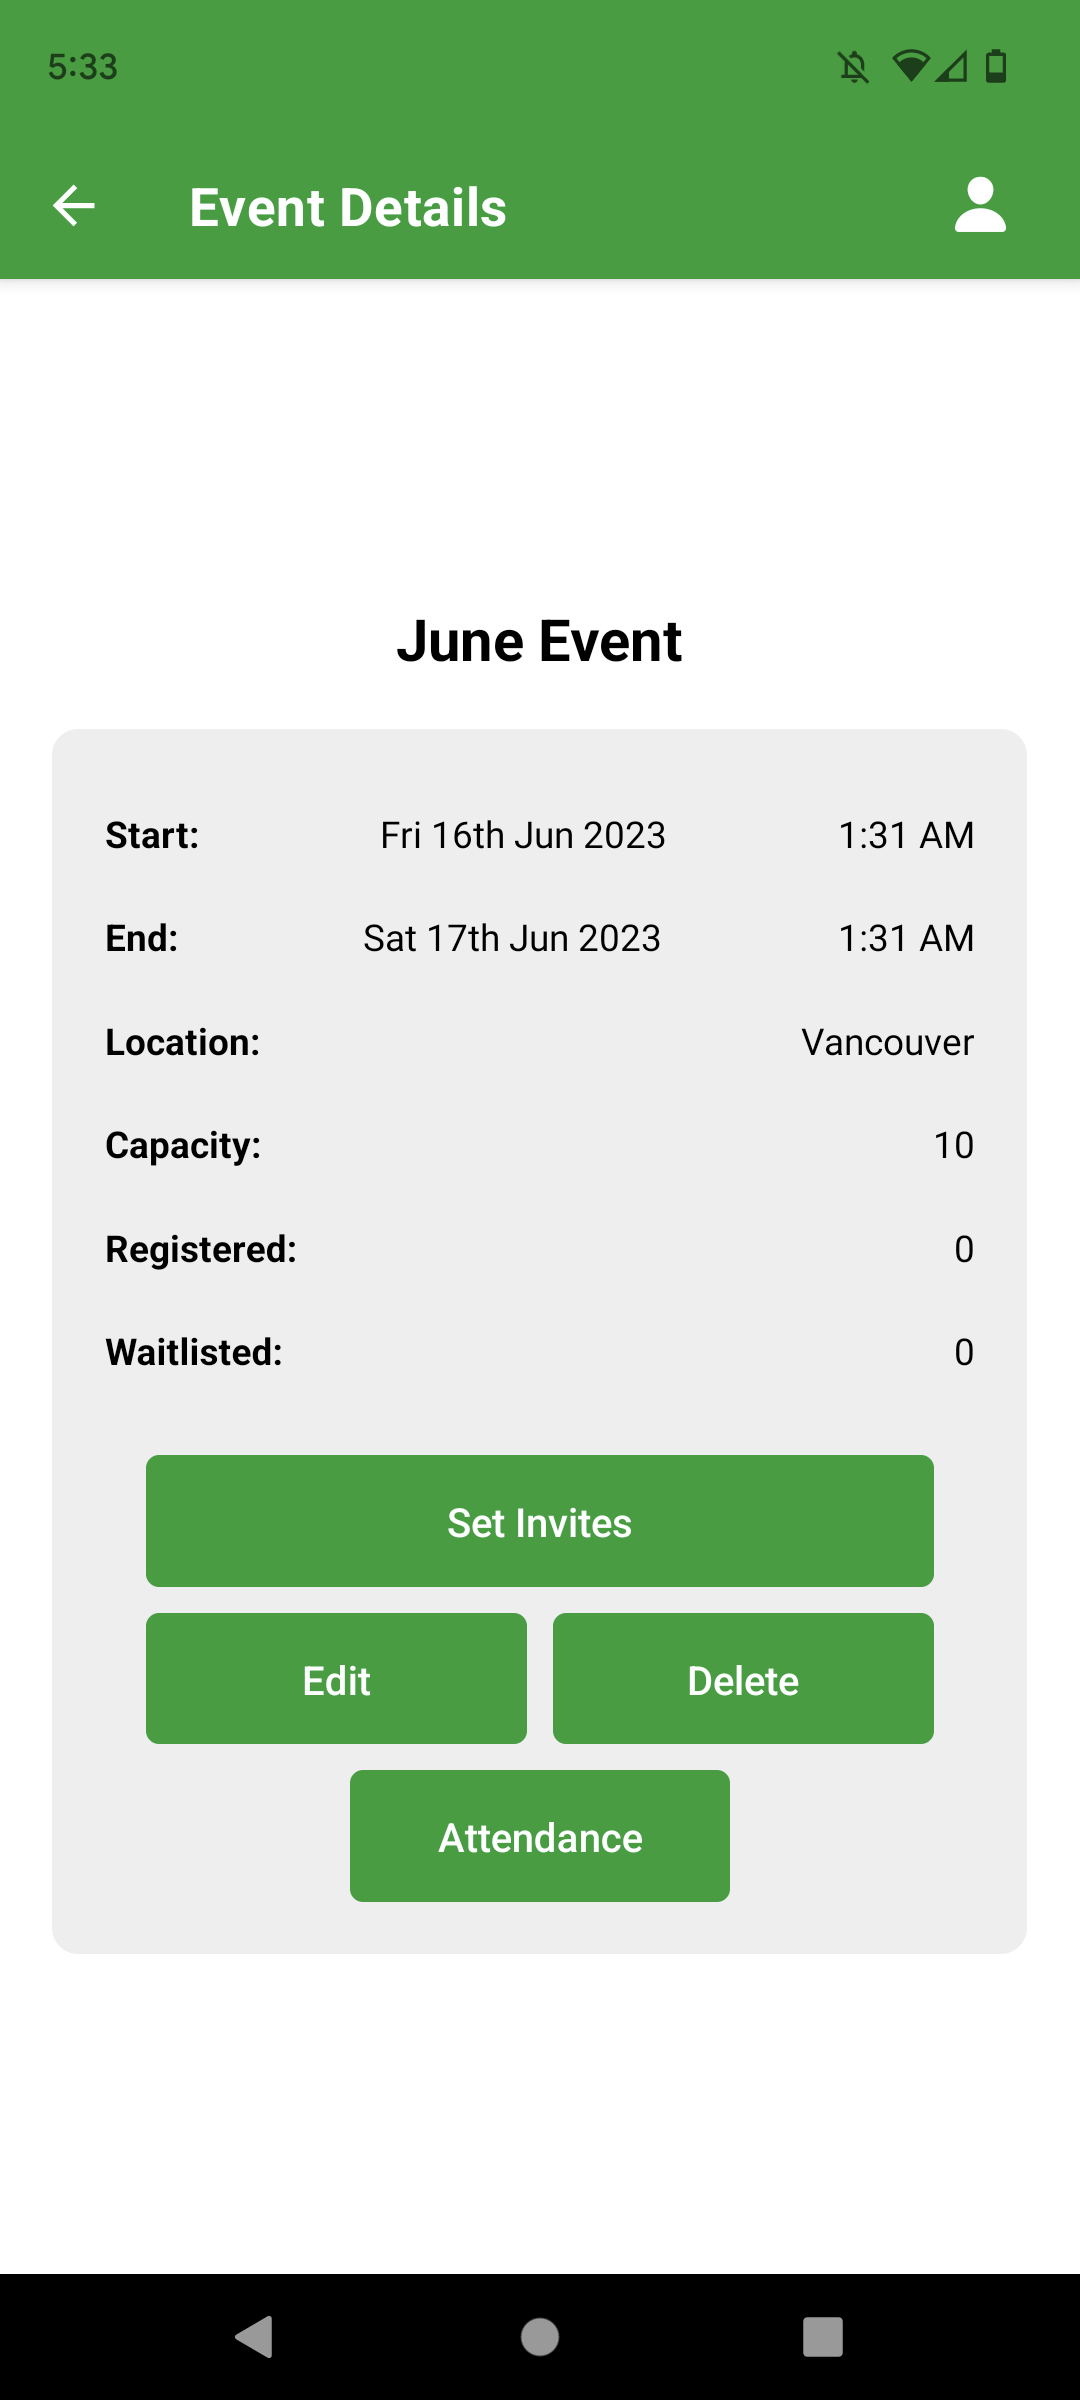 5:33
Event Details
June Event
Start: Fri 16th Jun 2023 1:31 AM
End: Sat 17th Jun 2023 1:31 AM
Location: Vancouver
Capacity: 10
Registered: 0
Waitlisted: 0
Set Invites
Edit Delete
Attendance